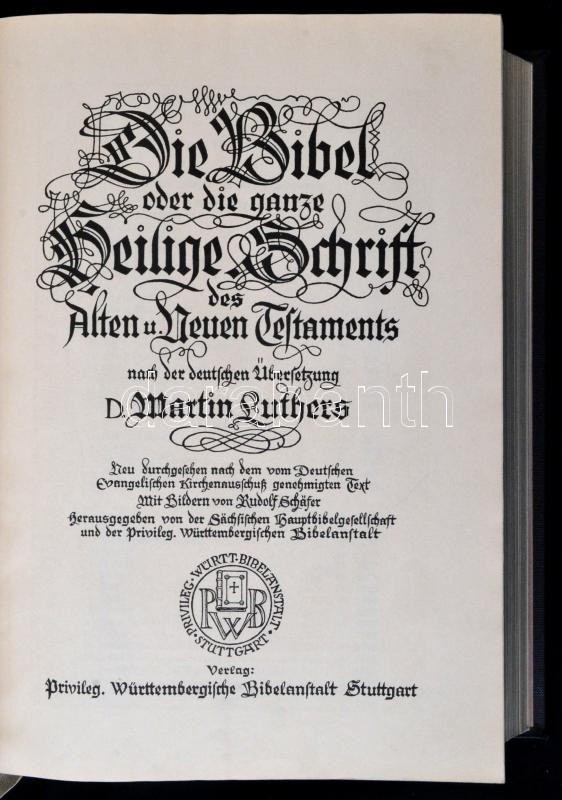 Die Bibel
oder die ganze
Heilige Schrift
des
Alten u. Neuen Testaments
nach der deutschen Übersetzung
D. Martin Luthers
Neu durchgesehen nach dem vom Deutschen
Evangelischen Kirchenausschuß genehmigten Text
Mit Bildern von Rudolf Schäfer
Herausgegeben von der Sächsischen Hauptbibelgesellschaft
und der Privileg. Württembergischen Bibelanstalt
PRIVILEG. WÜRTT. BIBELANSTALT
PWB
STUTTGART
Verlag:
Privileg. Württembergische Bibelanstalt Stuttgart
darabanth